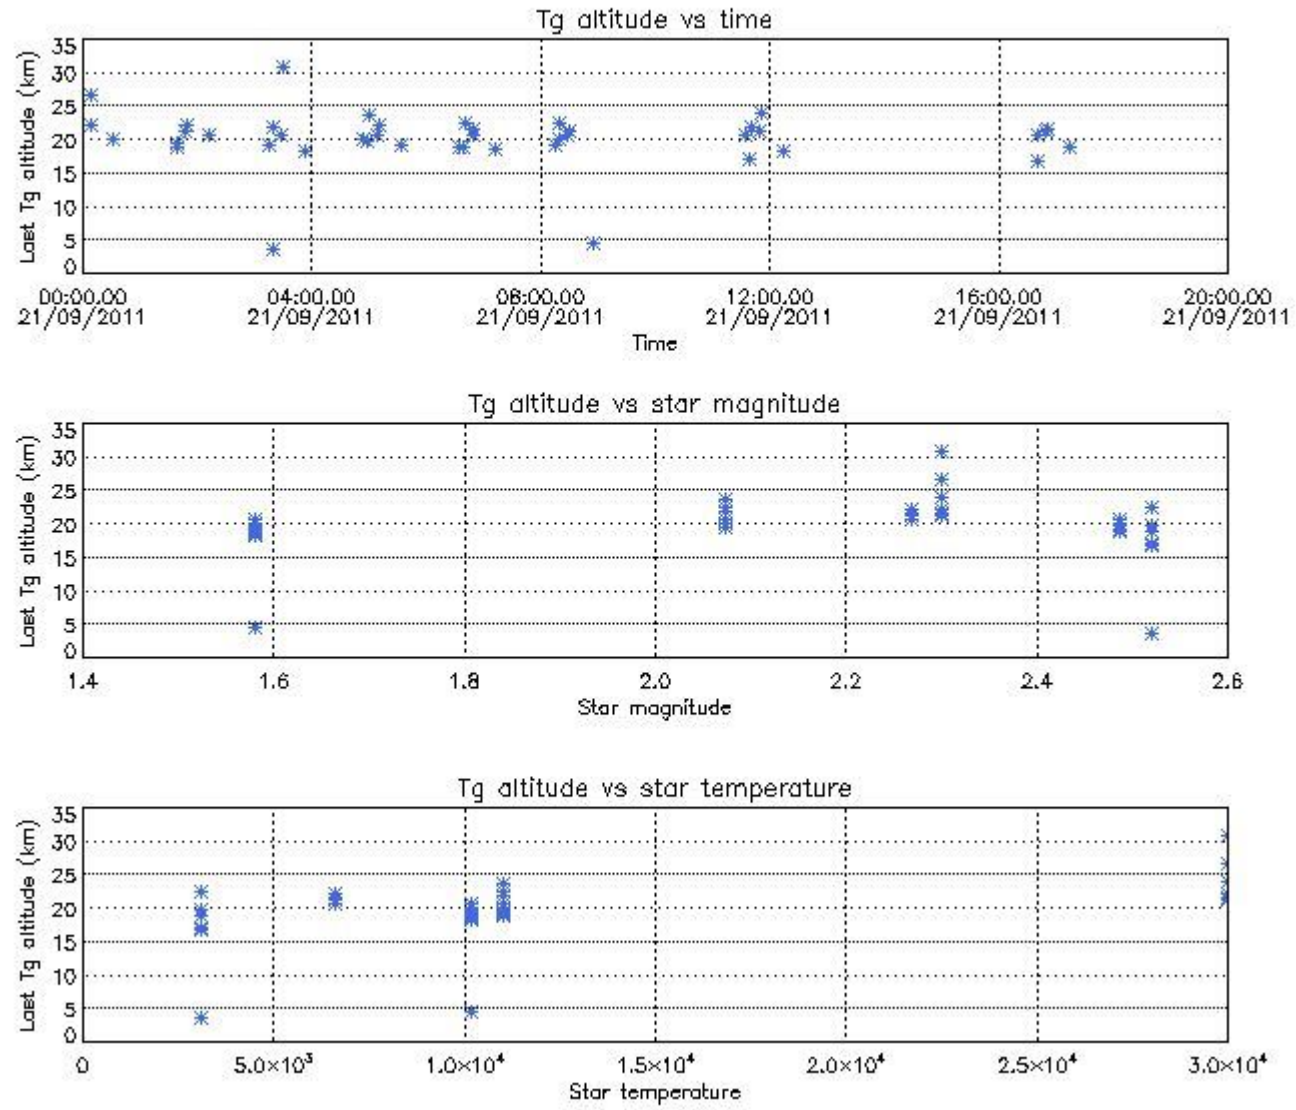 Tg altitude vs time
35
30
25
20
15
10
5
0
Last Tg altitude (km)
00:00.00 04:00.00 08:00.00 12:00.00 16:00.00 20:00.00
21/09/2011 21/09/2011 21/09/2011 21/09/2011 21/09/2011 21/09/2011
Time
Tg altitude vs star magnitude
35
30
25
20
15
10
5
0
Last Tg altitude (km)
1.4 1.6 1.8 2.0 2.2 2.4 2.6
Star magnitude
Tg altitude vs star temperature
35
30
25
20
15
10
5
0
Last Tg altitude (km)
0 5.0×10³ 1.0×10⁴ 1.5×10⁴ 2.0×10⁴ 2.5×10⁴ 3.0×10⁴
Star temperature